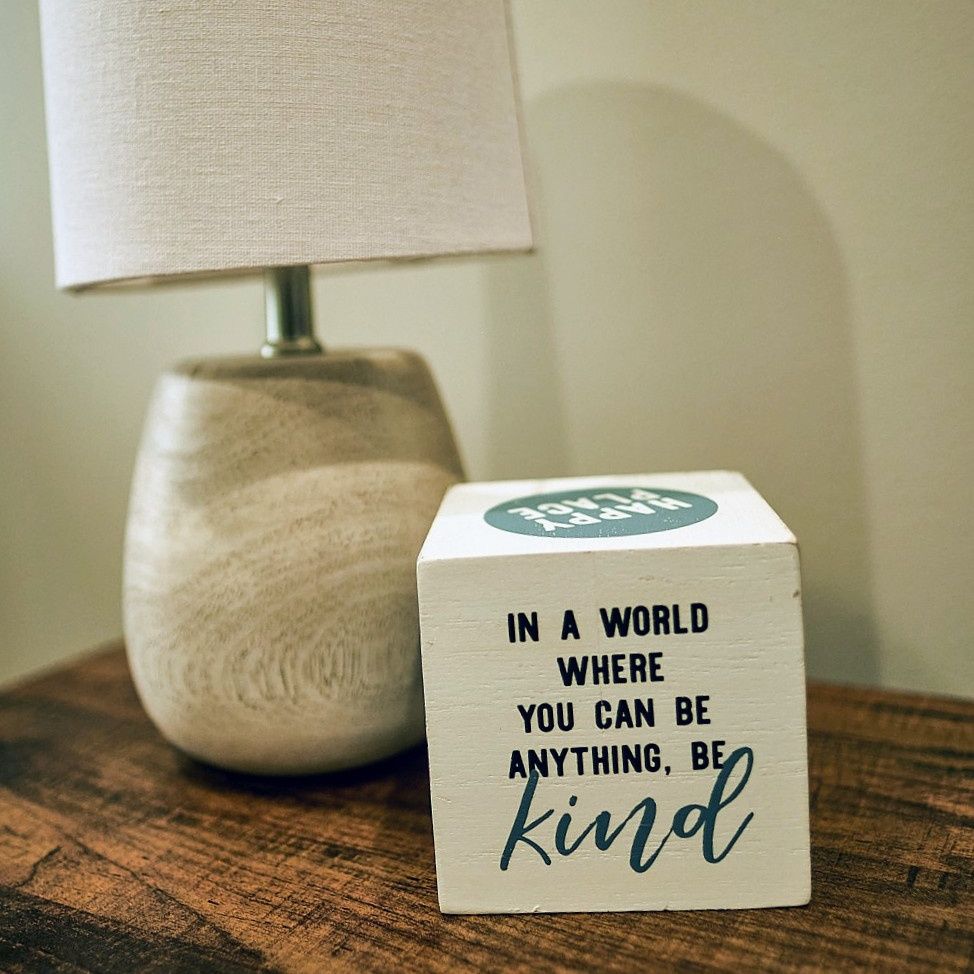 HAPPY
PLACE
IN A WORLD
WHERE
YOU CAN BE
ANYTHING, BE
kind